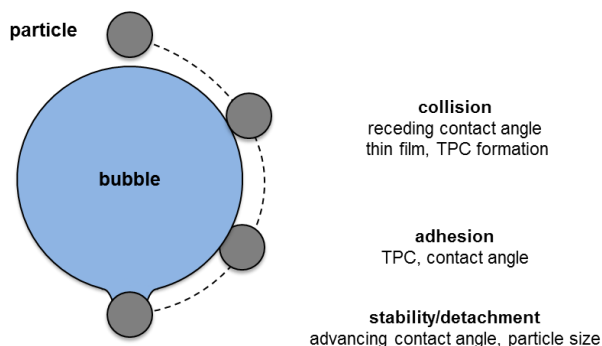 particle
bubble
collision
receding contact angle
thin film, TPC formation
adhesion
TPC, contact angle
stability/detachment
advancing contact angle, particle size